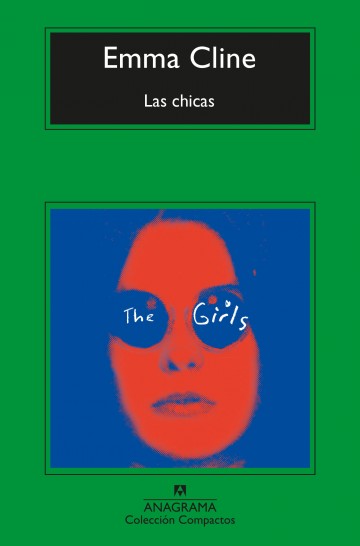 Emma Cline
Las chicas
The Girls
ANAGRAMA
Colección Compactos